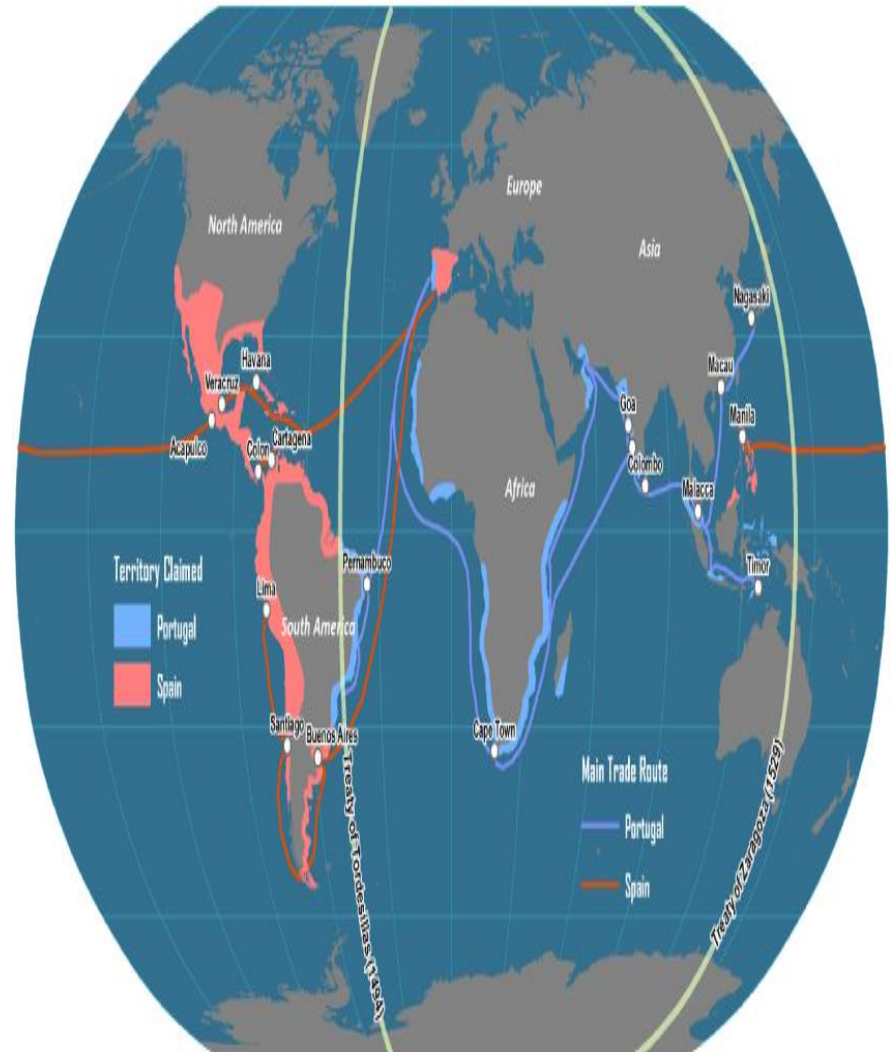 North America
Europe
Asia
Nagasaki
Havana
Macau
Veracruz
Goa
Manila
Acapulco
Colon
Cartagena
Colombo
Africa
Malacca
Territory Claimed
Pernambuco
Timor
Lima
Portugal
South America
Spain
Santiago
Buenos Aires
Cape Town
Main Trade Route
Portugal
Spain
Treaty of Tordesillas (1494)
Treaty of Zaragoza (1529)